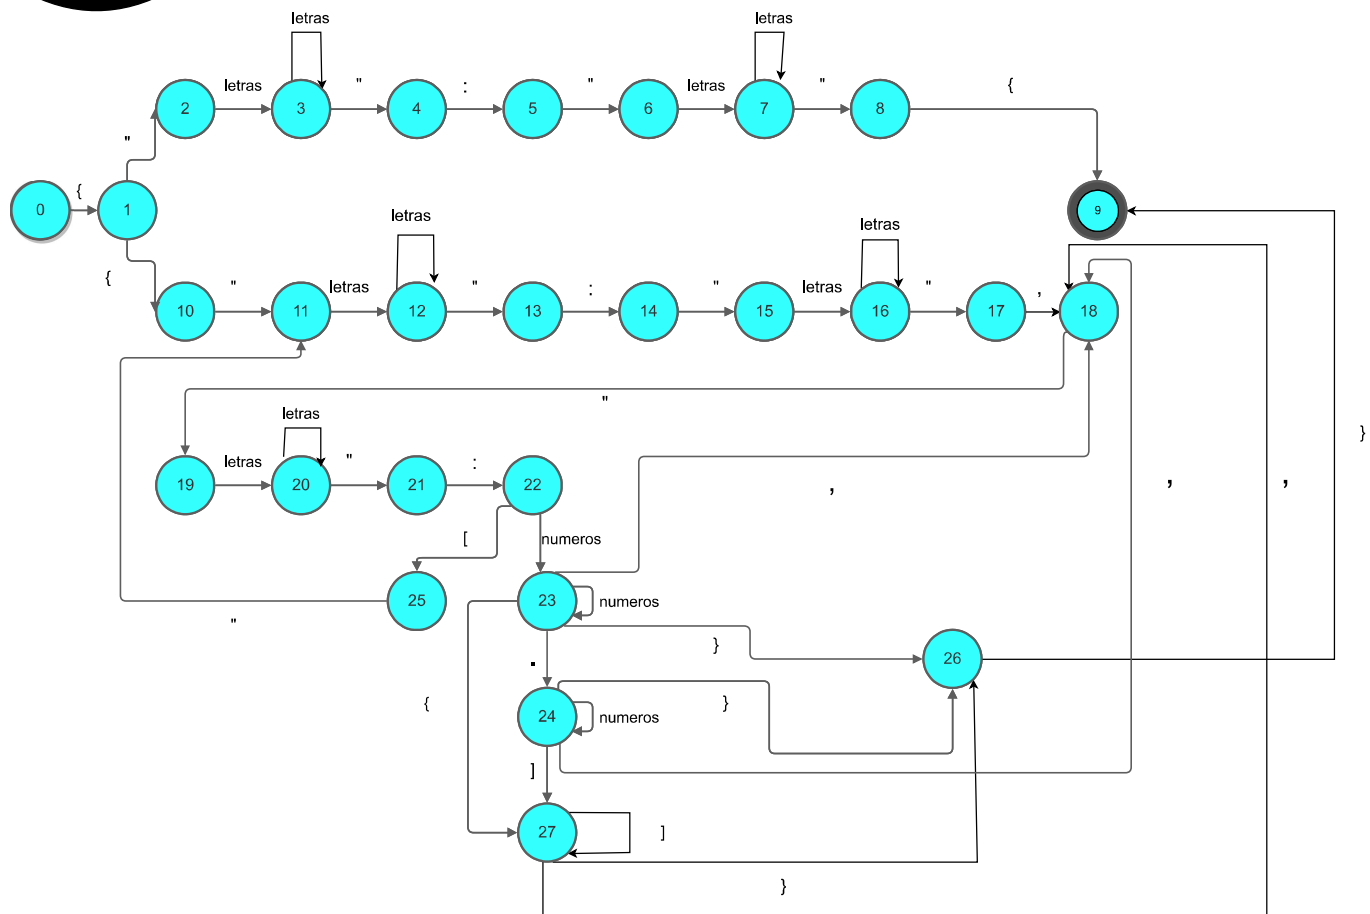 letras
letras
letras " : " letras " {
2 3 4 5 6 7 8
"
{
0 1 9
letras
letras
{ " letras " : " letras " ,
10 11 12 13 14 15 16 17 18
"
letras
}
letras " :
19 20 21 22
, , ,
[ numeros
25 23 numeros
"
}
26
.
{ }
24 numeros
]
27 ]
}